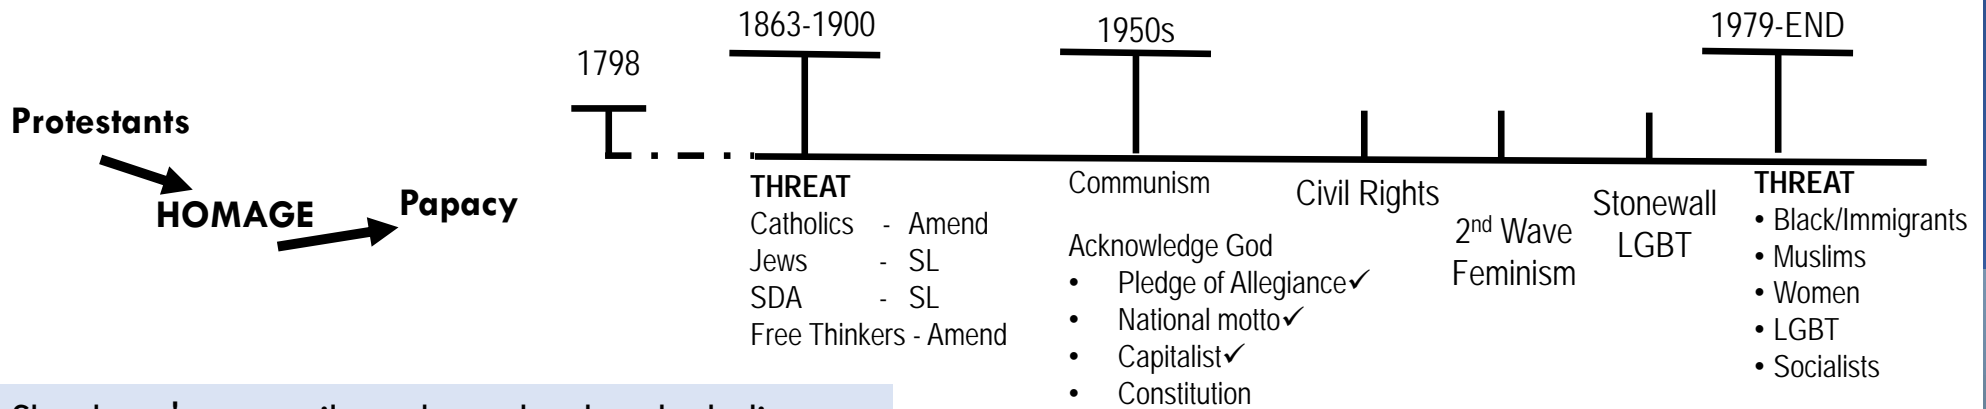 1798
1863-1900
1950s
1979-END
Protestants
HOMAGE
Papacy
THREAT
Catholics - Amend
Jews - SL
SDA - SL
Free Thinkers - Amend
Communism
Acknowledge God
• Pledge of Allegiance✓
• National motto✓
• Capitalist✓
• Constitution
Civil Rights
2nd Wave
Feminism
Stonewall
LGBT
THREAT
• Black/Immigrants
• Muslims
• Women
• LGBT
• Socialists